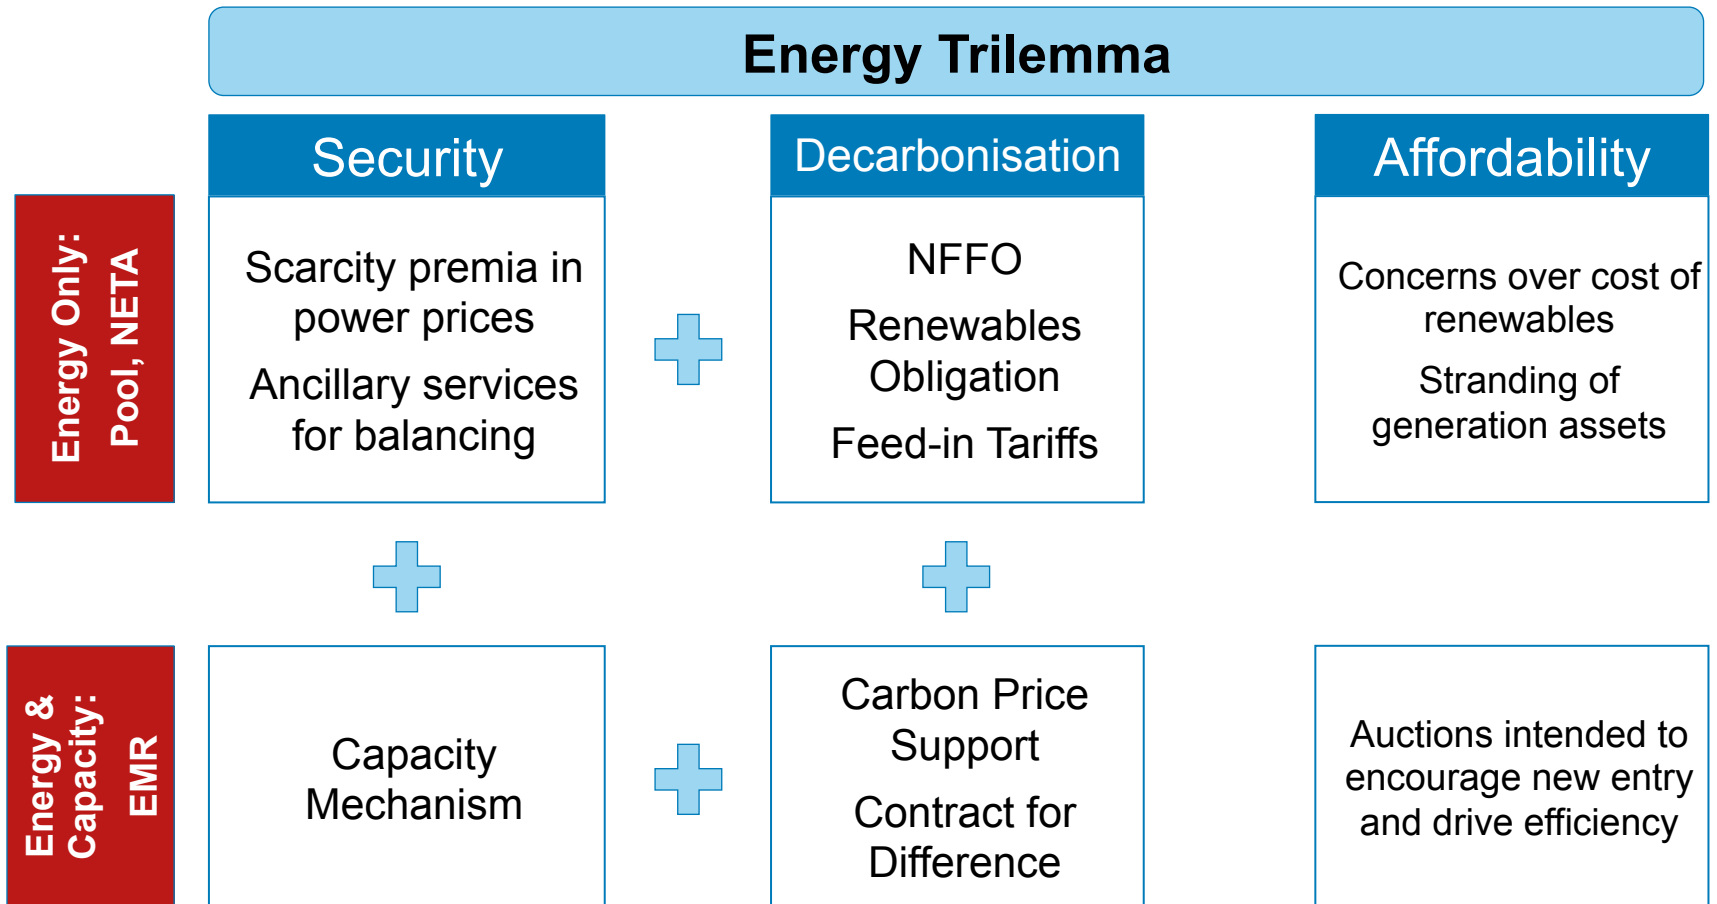 Energy Trilemma
Security
Decarbonisation
Affordability
Energy Only:
Pool, NETA
Scarcity premia in
power prices
Ancillary services
for balancing
NFFO
Renewables
Obligation
Feed-in Tariffs
Concerns over cost of
renewables
Stranding of
generation assets
Energy &
Capacity:
EMR
Capacity
Mechanism
Carbon Price
Support
Contract for
Difference
Auctions intended to
encourage new entry
and drive efficiency